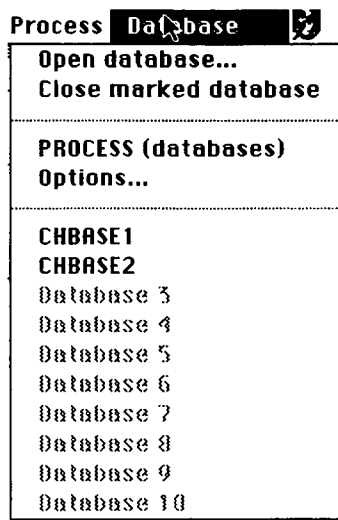 Process Database
Open database...
Close marked database
PROCESS (databases)
Options...
CHBASE1
CHBASE2
Database 3
Database 4
Database 5
Database 6
Database 7
Database 8
Database 9
Database 10